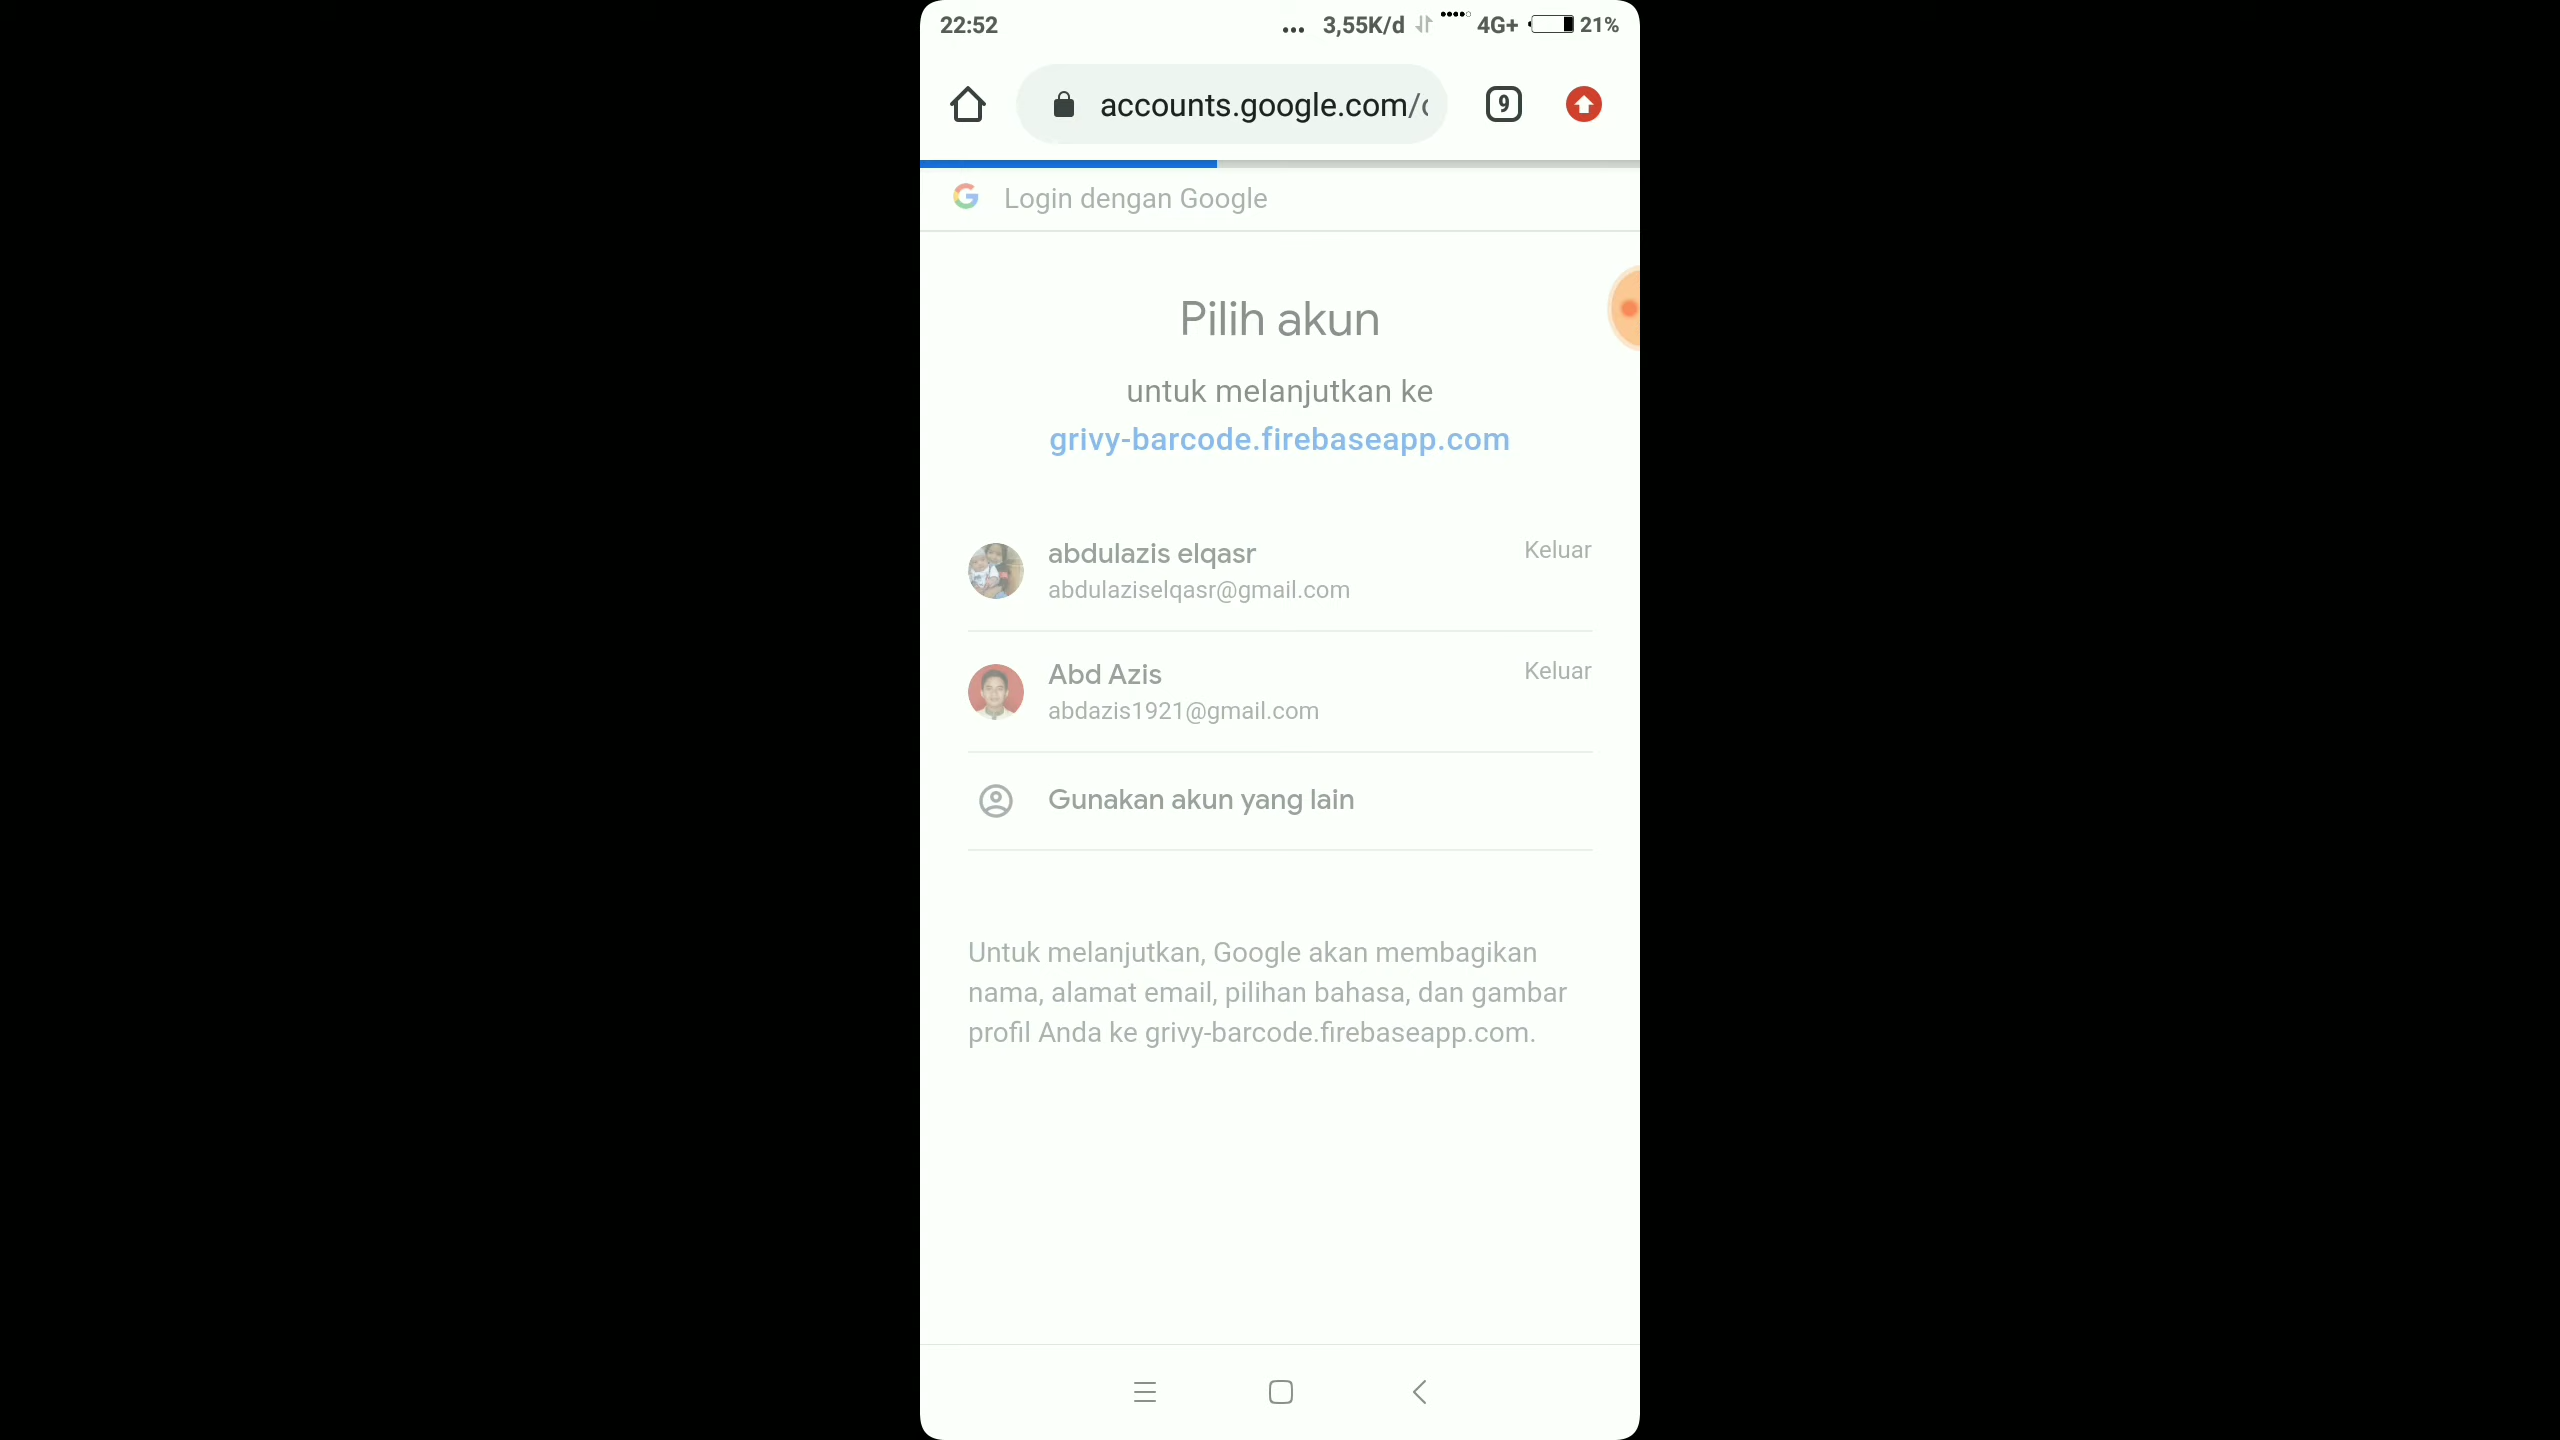 22:52
... 3,55K/d 4G+ 21%
accounts.google.com/
9
Login dengan Google
Pilih akun
untuk melanjutkan ke
grivy-barcode.firebaseapp.com
abdulazis elqasr
Keluar
abdulaziselqasr@gmail.com
Abd Azis
Keluar
abdazis1921@gmail.com
Gunakan akun yang lain
Untuk melanjutkan, Google akan membagikan
nama, alamat email, pilihan bahasa, dan gambar
profil Anda ke grivy-barcode.firebaseapp.com.